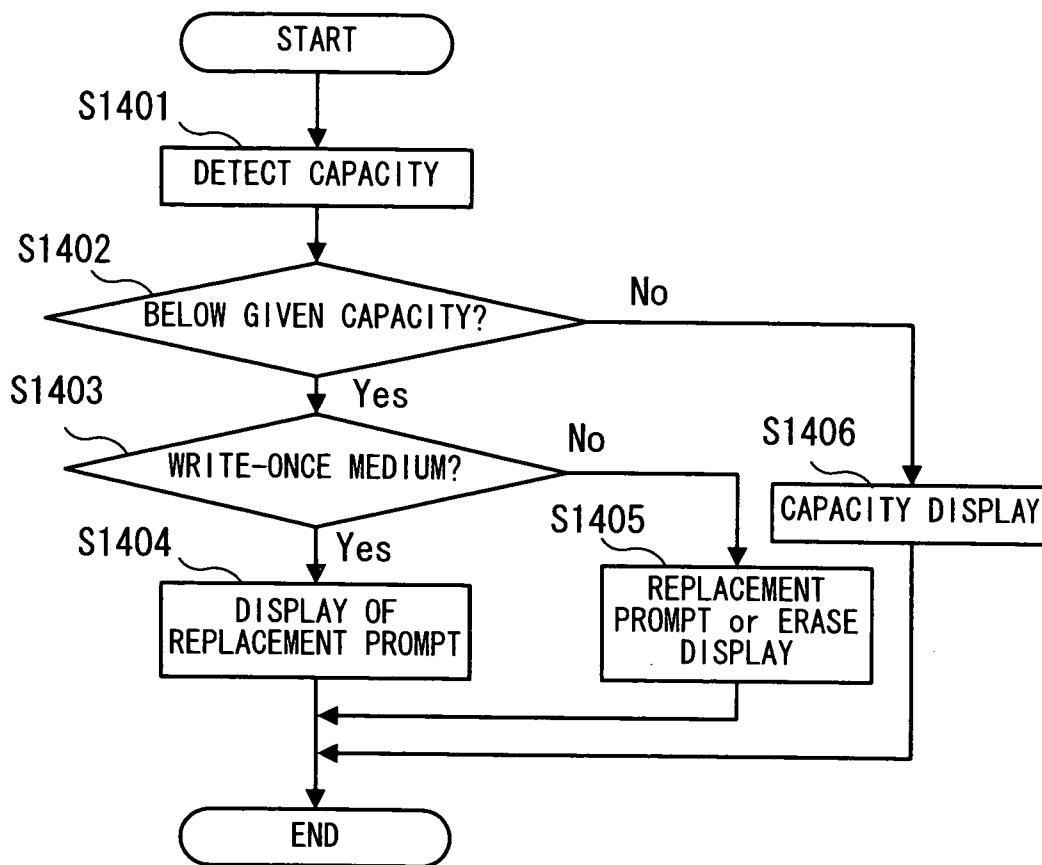 START
S1401
DETECT CAPACITY
S1402
BELOW GIVEN CAPACITY?
No
Yes
S1403
WRITE-ONCE MEDIUM?
No
S1406
CAPACITY DISPLAY
Yes
S1404
DISPLAY OF
REPLACEMENT PROMPT
S1405
REPLACEMENT
PROMPT or ERASE
DISPLAY
END